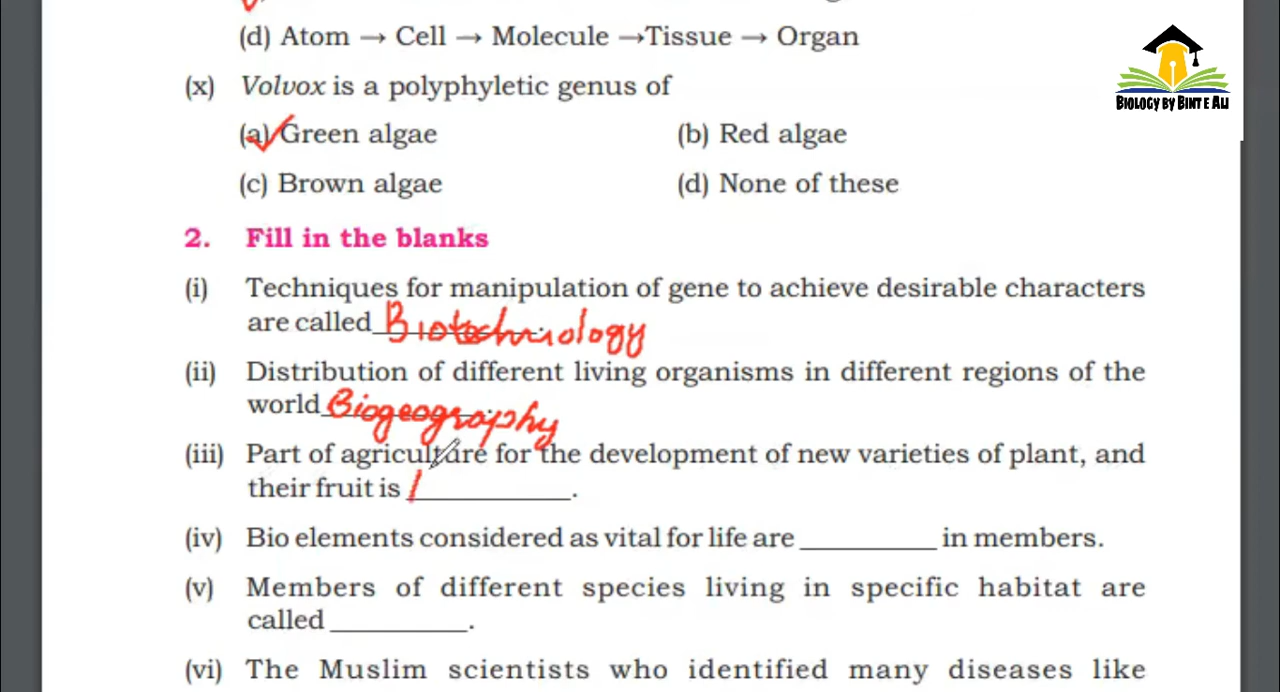 (d) Atom → Cell → Molecule →Tissue → Organ
BIOLOGY BY BINT E ALI
(x) Volvox is a polyphyletic genus of
(a) Green algae (b) Red algae
(c) Brown algae (d) None of these
2. Fill in the blanks
(i) Techniques for manipulation of gene to achieve desirable characters
are called Biotechnology.
(ii) Distribution of different living organisms in different regions of the
world Biogeography.
(iii) Part of agriculture for the development of new varieties of plant, and
their fruit is __________.
(iv) Bio elements considered as vital for life are _________ in members.
(v) Members of different species living in specific habitat are
called _________.
(vi) The Muslim scientists who identified many diseases like